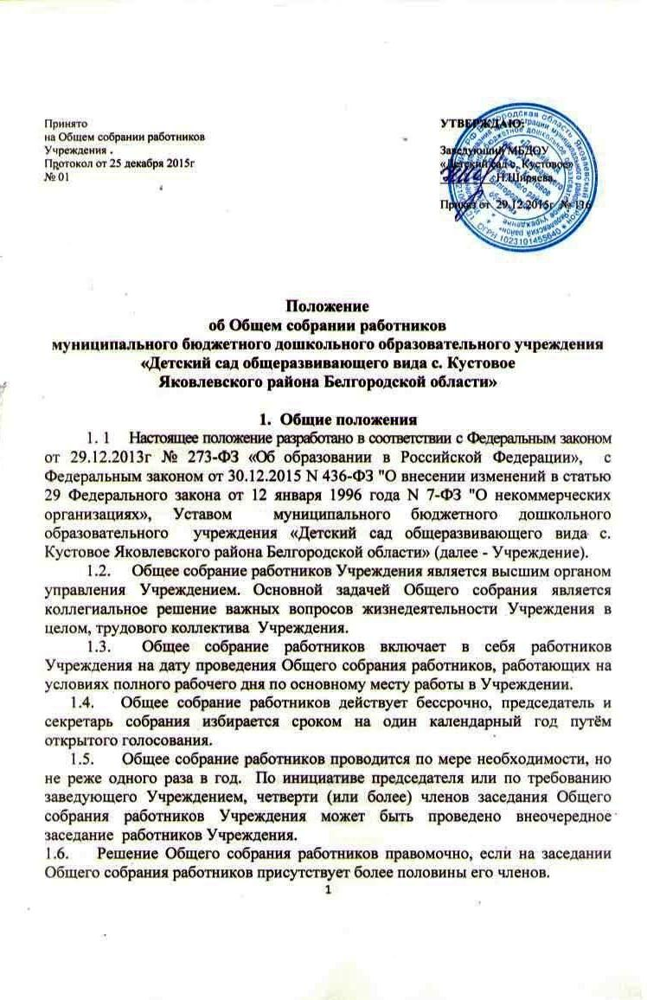 Принято
на Общем собрании работников
Учреждения .
Протокол от 25 декабря 2015г
№ 01
УТВЕРЖДАЮ:
Заведующий МБДОУ
«Детский сад с. Кустовое»
Н.Ширяева
Приказ от 29.12.2015г № 116
ОГРН 1023101455640
Положение
об Общем собрании работников
муниципального бюджетного дошкольного образовательного учреждения
«Детский сад общеразвивающего вида с. Кустовое
Яковлевского района Белгородской области»
1. Общие положения
1. 1 Настоящее положение разработано в соответствии с Федеральным законом
от 29.12.2013г № 273-ФЗ «Об образовании в Российской Федерации», с
Федеральным законом от 30.12.2015 N 436-ФЗ "О внесении изменений в статью
29 Федерального закона от 12 января 1996 года N 7-ФЗ "О некоммерческих
организациях», Уставом муниципального бюджетного дошкольного
образовательного учреждения «Детский сад общеразвивающего вида с.
Кустовое Яковлевского района Белгородской области» (далее - Учреждение).
1.2. Общее собрание работников Учреждения является высшим органом
управления Учреждением. Основной задачей Общего собрания является
коллегиальное решение важных вопросов жизнедеятельности Учреждения в
целом, трудового коллектива Учреждения.
1.3. Общее собрание работников включает в себя работников
Учреждения на дату проведения Общего собрания работников, работающих на
условиях полного рабочего дня по основному месту работы в Учреждении.
1.4. Общее собрание работников действует бессрочно, председатель и
секретарь собрания избирается сроком на один календарный год путём
открытого голосования.
1.5. Общее собрание работников проводится по мере необходимости, но
не реже одного раза в год. По инициативе председателя или по требованию
заведующего Учреждением, четверти (или более) членов заседания Общего
собрания работников Учреждения может быть проведено внеочередное
заседание работников Учреждения.
1.6. Решение Общего собрания работников правомочно, если на заседании
Общего собрания работников присутствует более половины его членов.
1